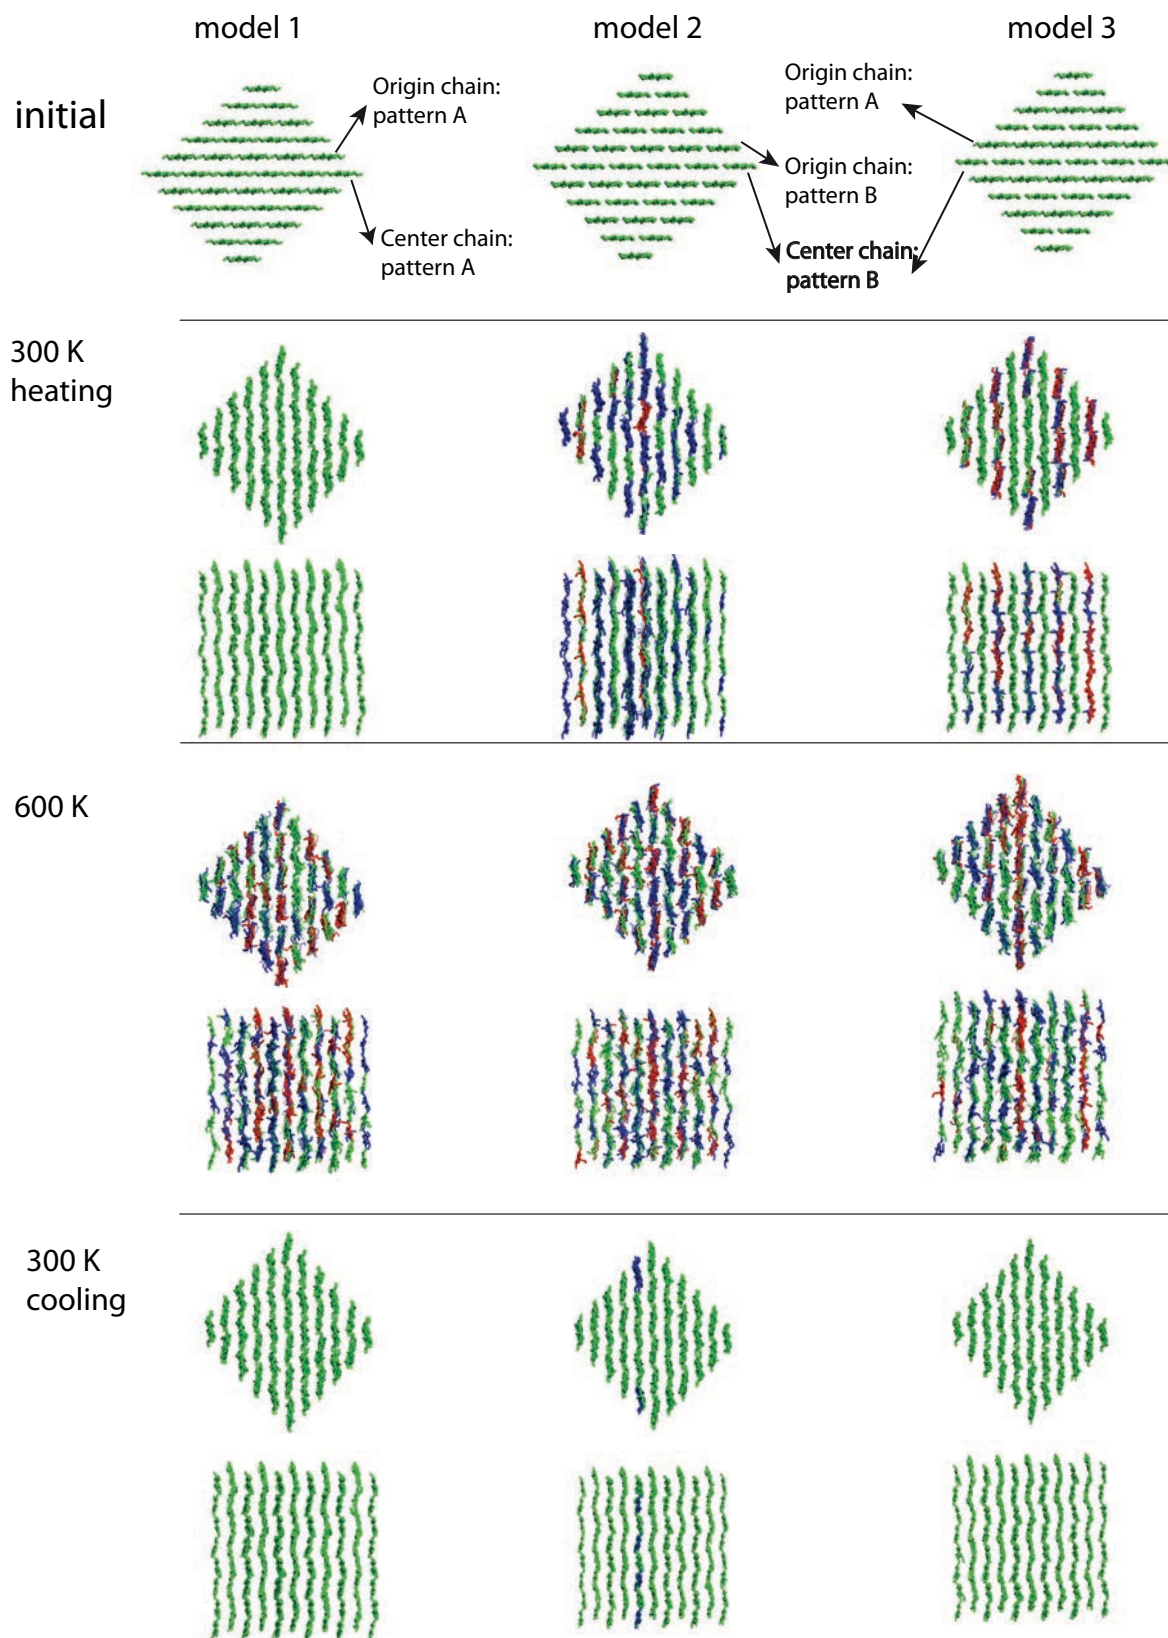 model 1
model 2
model 3
initial
Origin chain:
pattern A
Center chain:
pattern A
Origin chain:
pattern A
Origin chain:
pattern B
Center chain:
pattern B
300 K
heating
600 K
300 K
cooling